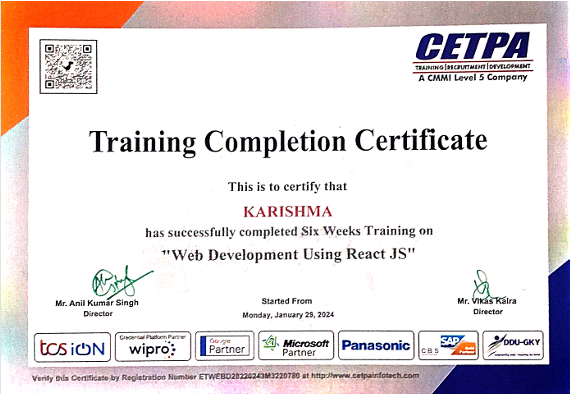 CETPA
TRAINING|RECRUITMENT|DEVELOPMENT
A CMMI Level 5 Company
Training Completion Certificate
This is to certify that
KARISHMA
has successfully completed Six Weeks Training on
"Web Development Using React JS"
Mr. Anil Kumar Singh
Director
Started From
Monday, January 29, 2024
Mr. Vikas Kalra
Director
tcs iON
Credential Platform Partner
wipro
Google
Partner
Microsoft
Partner
Panasonic
CBS
SAP
DDU-GKY
Verify this Certificate by Registration Number ETWEBD20220243M3220780 at http://www.cetpainfotech.com